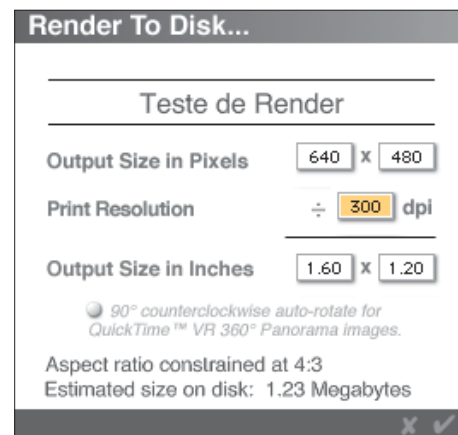 Render To Disk...
Teste de Render
Output Size in Pixels 640 x 480
Print Resolution ÷ 300 dpi
Output Size in Inches 1.60 x 1.20
90° counterclockwise auto-rotate for
QuickTime™ VR 360° Panorama images.
Aspect ratio constrained at 4:3
Estimated size on disk: 1.23 Megabytes